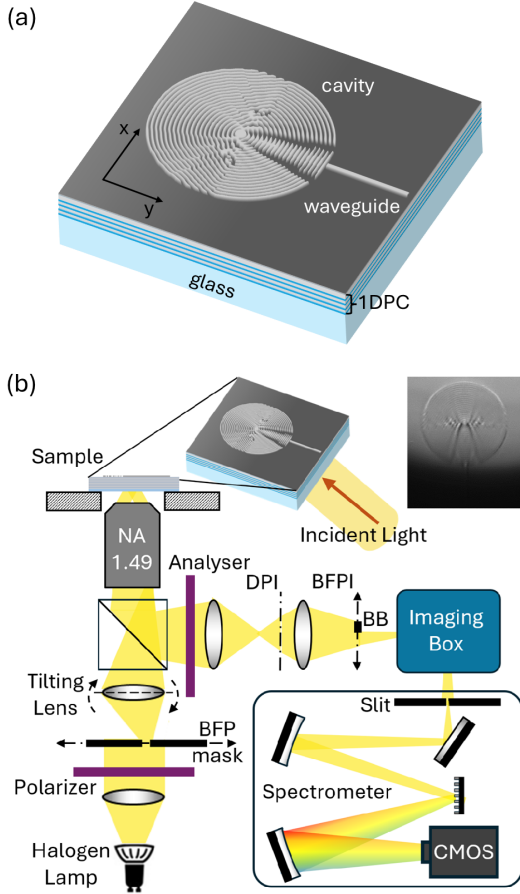 (a)
cavity
x
y
waveguide
glass
1DPC
(b)
Sample
NA
1.49
Incident Light
Analyser
DPI
BFPI
BB
Imaging
Box
Tilting
Lens
Slit
BFP
mask
Polarizer
Spectrometer
Halogen
Lamp
CMOS